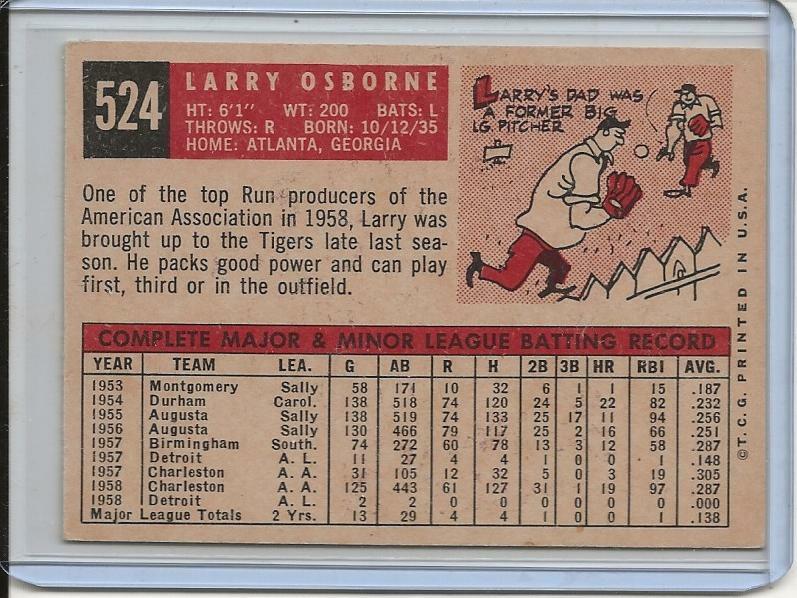 524
LARRY OSBORNE
HT: 6'1" WT: 200 BATS: L
THROWS: R BORN: 10/12/35
HOME: ATLANTA, GEORGIA
LARRY'S DAD WAS
A FORMER BIG
LG. PITCHER
One of the top Run producers of the
American Association in 1958, Larry was
brought up to the Tigers late last sea-
son. He packs good power and can play
first, third or in the outfield.
COMPLETE MAJOR & MINOR LEAGUE BATTING RECORD
YEAR TEAM LEA. G AB R H 2B 3B HR RBI AVG.
1953 Montgomery Sally 58 171 10 32 6 1 1 15 .187
1954 Durham Carol. 138 518 74 120 24 5 22 82 .232
1955 Augusta Sally 138 519 74 133 25 17 11 94 .256
1956 Augusta Sally 130 466 79 117 25 2 16 66 .251
1957 Birmingham South. 74 272 60 78 13 3 12 58 .287
1957 Detroit A. L. 11 27 4 4 1 0 0 1 .148
1957 Charleston A. A. 31 105 12 32 5 0 3 19 .305
1958 Charleston A. A. 125 443 61 127 31 1 19 97 .287
1958 Detroit A. L. 2 2 0 0 0 0 0 0 .000
Major League Totals 2 Yrs. 13 29 4 4 1 0 0 1 .138
©T.C.G. PRINTED IN U.S.A.